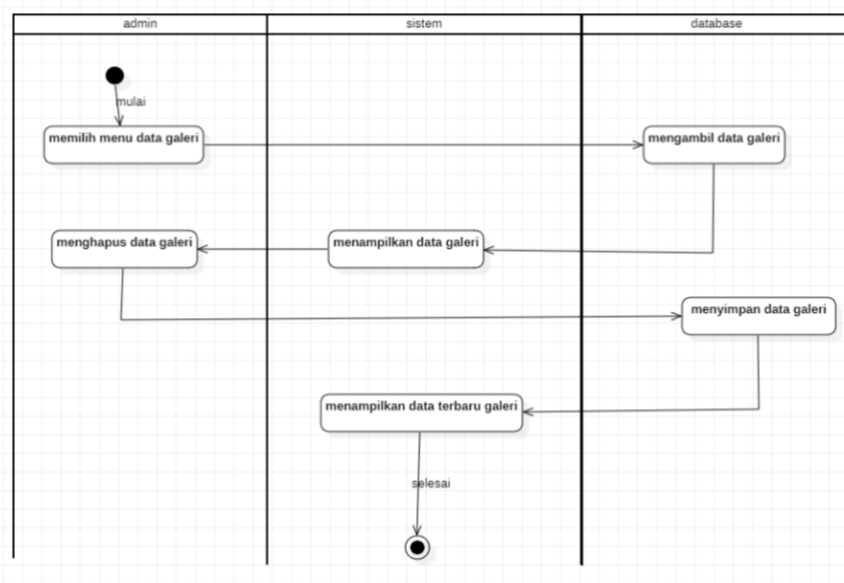 admin
sistem
database
mulai
memilih menu data galeri
mengambil data galeri
menghapus data galeri
menampilkan data galeri
menyimpan data galeri
menampilkan data terbaru galeri
selesai